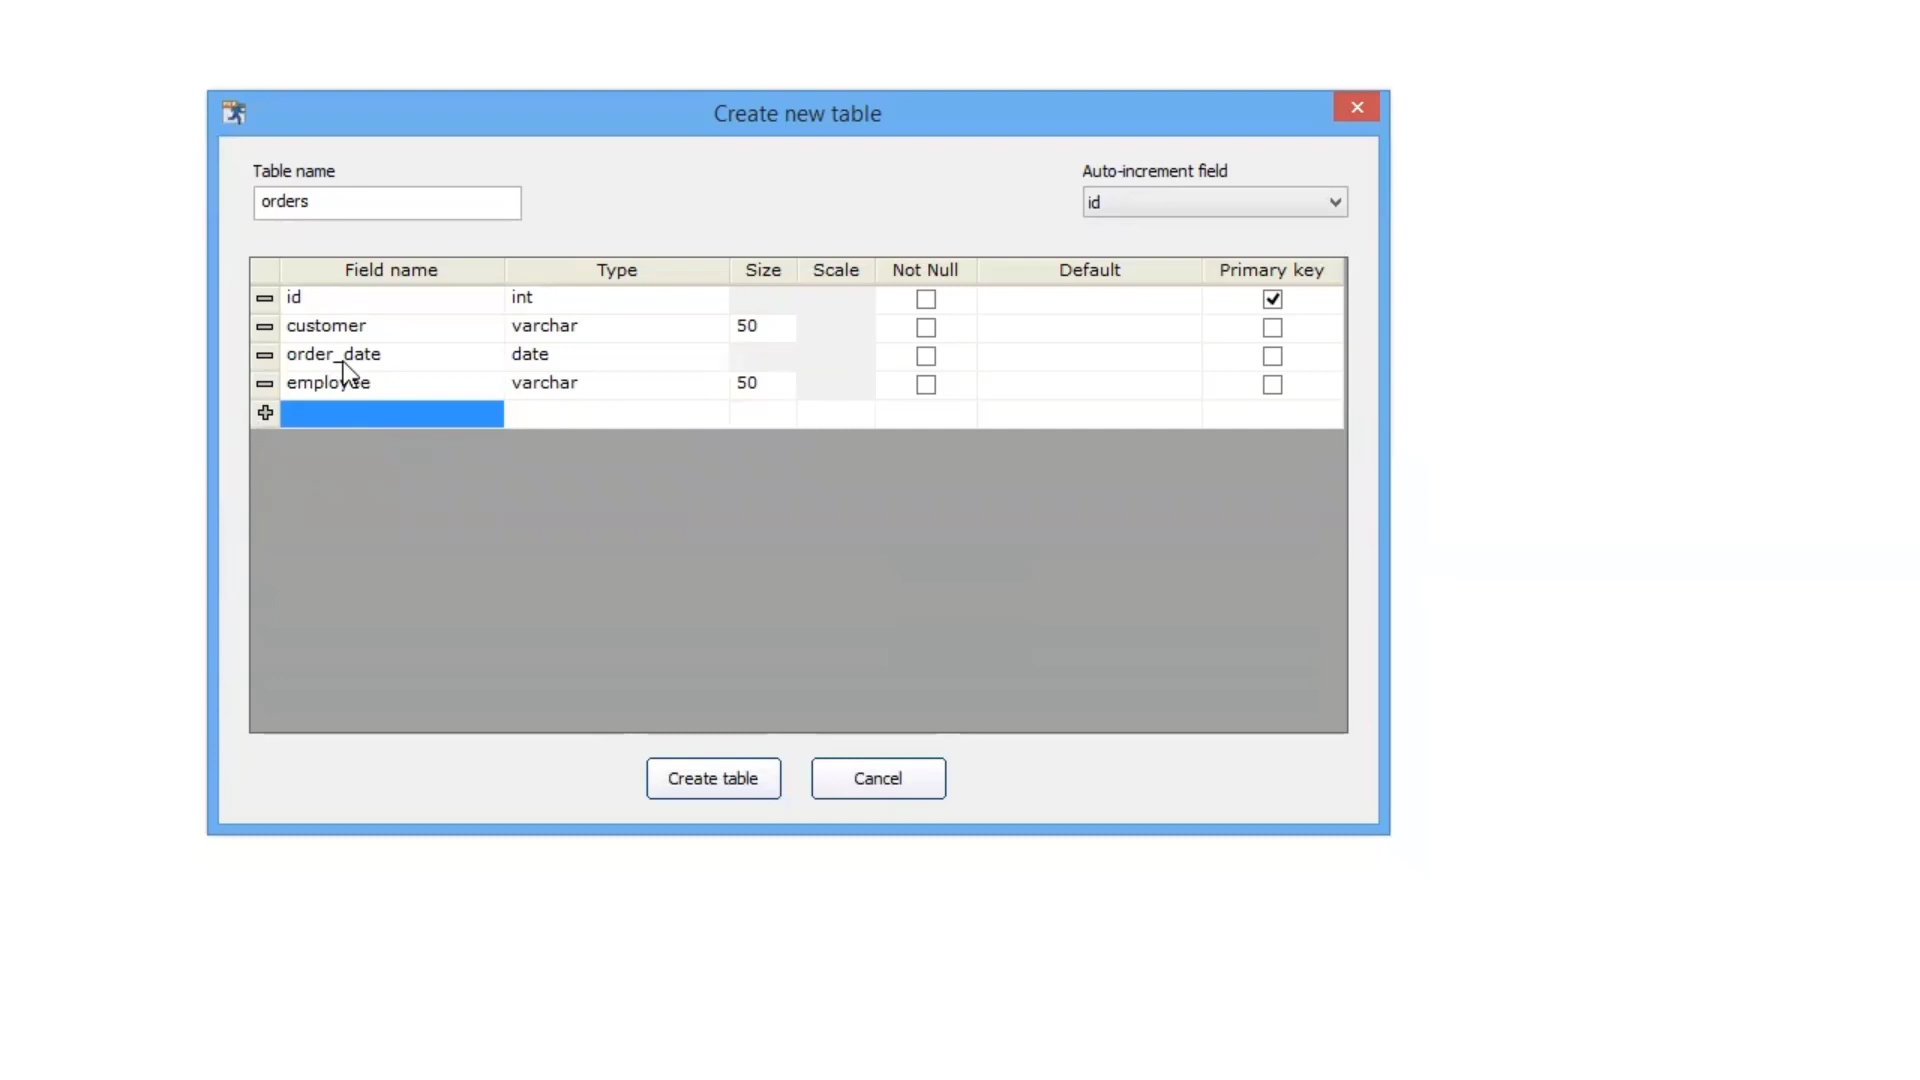 Create new table
Table name Auto-increment field
orders id
Field name Type Size Scale Not Null Default Primary key
id int
customer varchar 50
order_date date
employee varchar 50
Create table Cancel